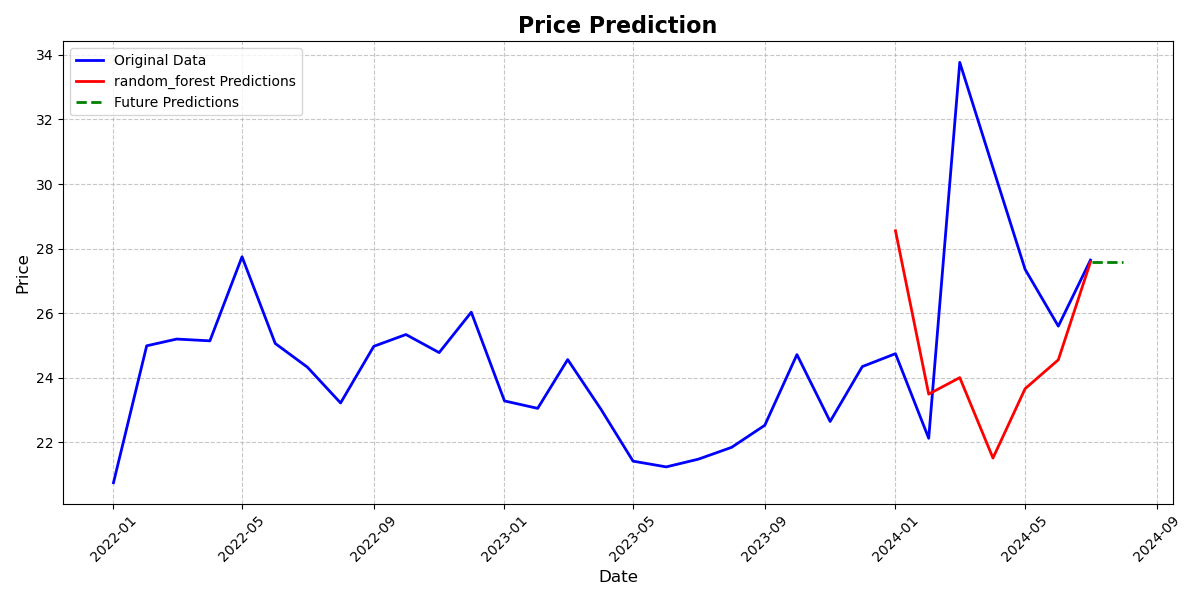 Price Prediction
Original Data
random_forest Predictions
Future Predictions
Price
34
32
30
28
26
24
22
2022-01
2022-05
2022-09
2023-01
2023-05
2023-09
2024-01
2024-05
2024-09
Date